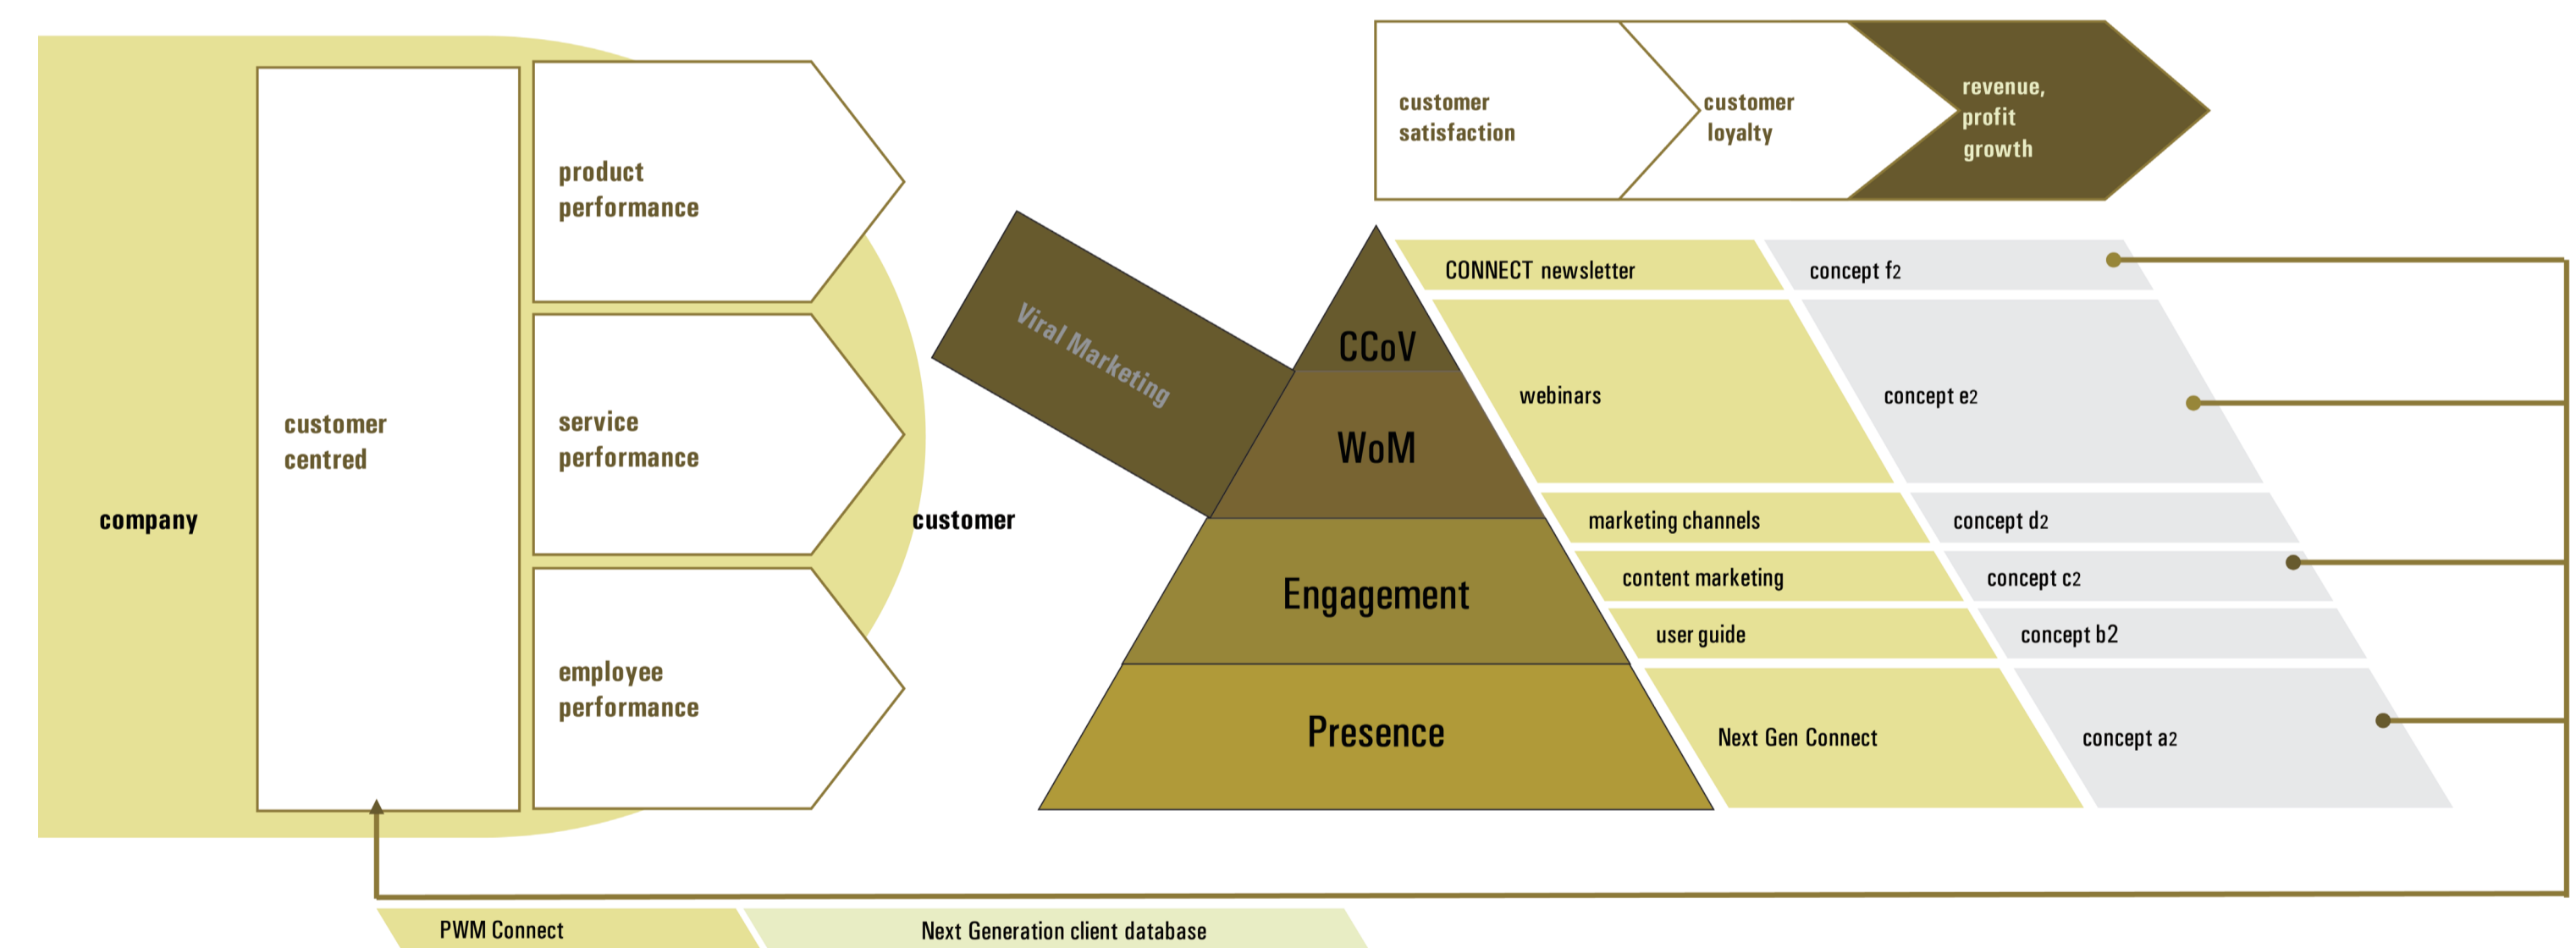 company
customer
centred
product
performance
service
performance
employee
performance
customer
Viral Marketing
customer
satisfaction
customer
loyalty
revenue,
profit
growth
CCoV
WoM
Engagement
Presence
CONNECT newsletter
concept f2
webinars
concept e2
marketing channels
concept d2
content marketing
concept c2
user guide
concept b2
Next Gen Connect
concept a2
PWM Connect
Next Generation client database